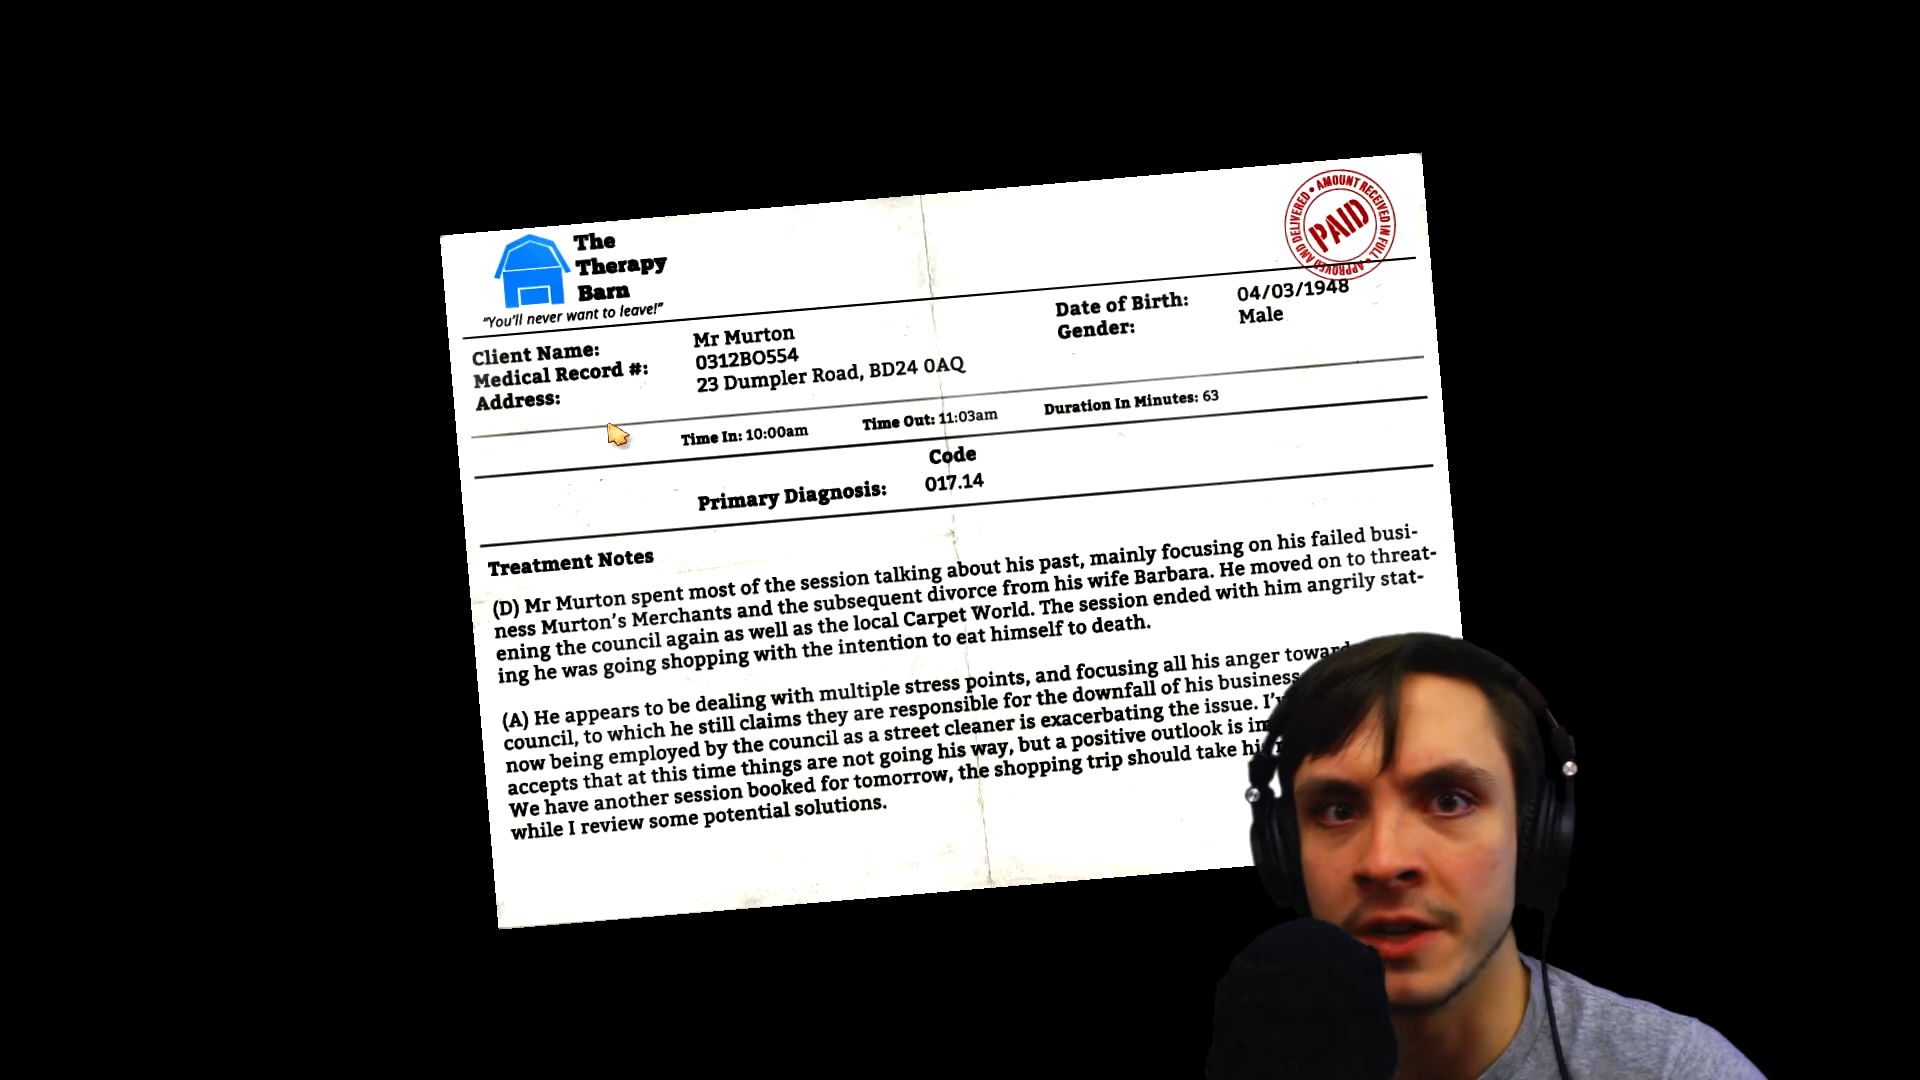 The
Therapy
Barn
"You'll never want to leave!"
APPROVED AND DELIVERED • AMOUNT RECEIVED IN FULL •
PAID
Client Name: Mr Murton
Medical Record #: 0312BO554
Address: 23 Dumpler Road, BD24 0AQ
Date of Birth: 04/03/1948
Gender: Male
Time In: 10:00am Time Out: 11:03am Duration In Minutes: 63
Code
Primary Diagnosis: 017.14
Treatment Notes
(D) Mr Murton spent most of the session talking about his past, mainly focusing on his failed busi-
ness Murton's Merchants and the subsequent divorce from his wife Barbara. He moved on to threat-
ening the council again as well as the local Carpet World. The session ended with him angrily stat-
ing he was going shopping with the intention to eat himself to death.
(A) He appears to be dealing with multiple stress points, and focusing all his anger
council, to which he still claims they are responsible for the downfall of his business
now being employed by the council as a street cleaner is exacerbating the issue.
accepts that at this time things are not going his way, but a positive outlook is
We have another session booked for tomorrow, the shopping trip should take
while I review some potential solutions.